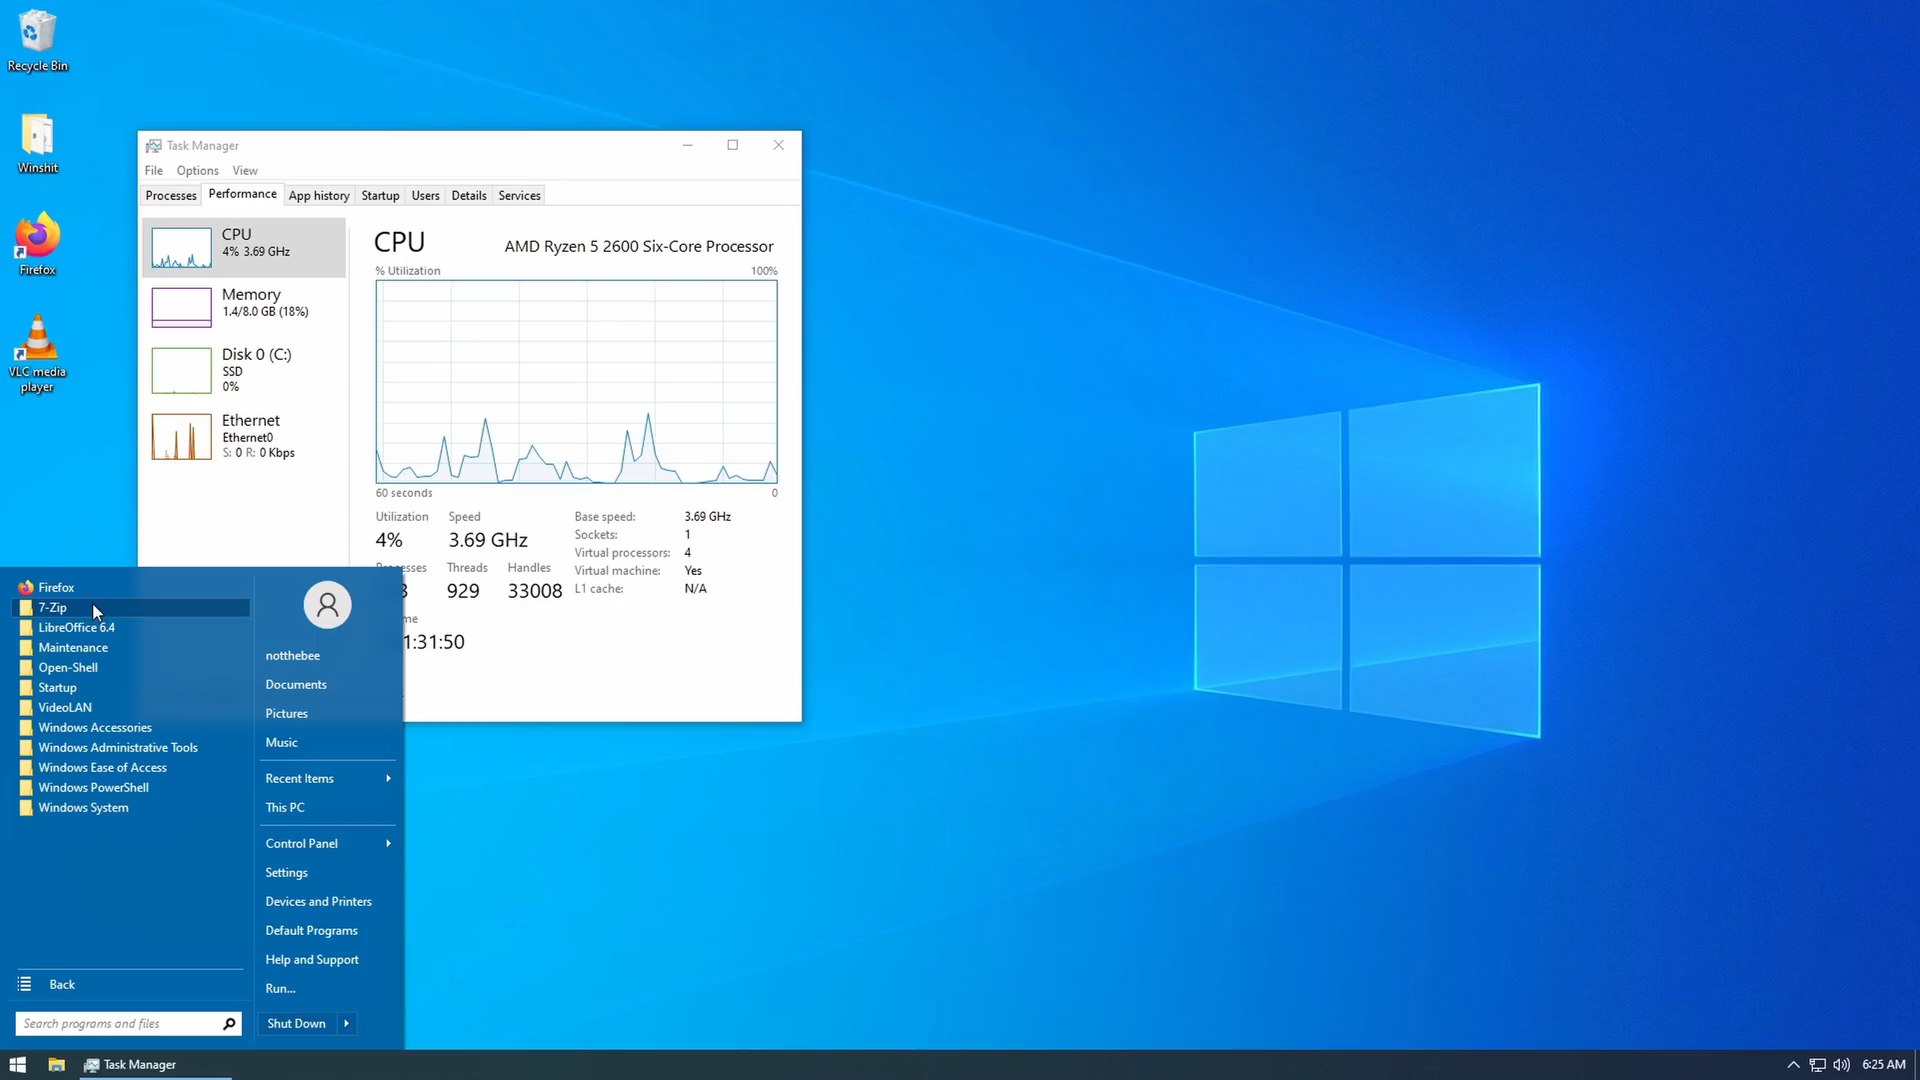 Recycle Bin
Winshit
Firefox
VLC media
player
Task Manager
File Options View
Processes Performance App history Startup Users Details Services
CPU
4% 3.69 GHz
Memory
1.4/8.0 GB (18%)
Disk 0 (C:)
SSD
0%
Ethernet
Ethernet0
S: 0 R: 0 Kbps
CPU AMD Ryzen 5 2600 Six-Core Processor
% Utilization 100%
60 seconds 0
Utilization Speed
4% 3.69 GHz
Threads Handles
929 33008
1:31:50
Base speed: 3.69 GHz
Sockets: 1
Virtual processors: 4
Virtual machine: Yes
L1 cache: N/A
Firefox
7-Zip
LibreOffice 6.4
Maintenance
Open-Shell
Startup
VideoLAN
Windows Accessories
Windows Administrative Tools
Windows Ease of Access
Windows PowerShell
Windows System
Back
Search programs and files
notthebee
Documents
Pictures
Music
Recent Items
This PC
Control Panel
Settings
Devices and Printers
Default Programs
Help and Support
Run...
Shut Down
Task Manager
6:25 AM